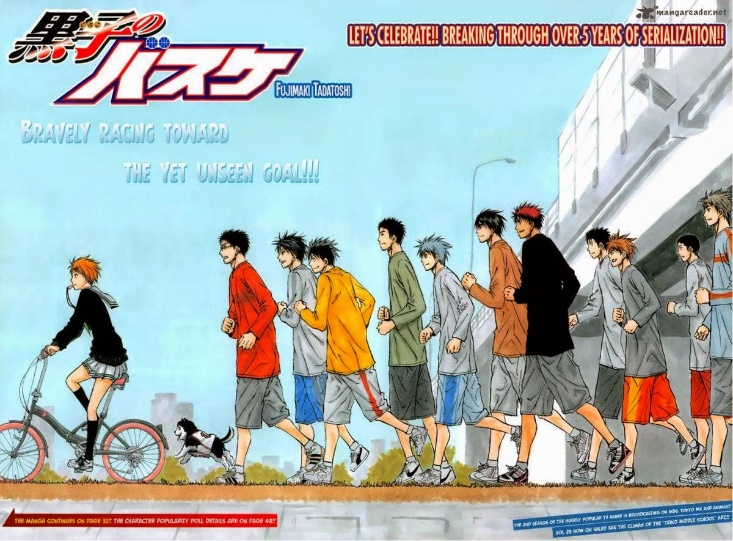 mangareader.net
黒子の
バスケ
FUJIMAKI TADATOSHI
LET'S CELEBRATE!! BREAKING THROUGH OVER 5 YEARS OF SERIALIZATION!!
BRAVELY RACING TOWARD
THE YET UNSEEN GOAL!!!
THE MANGA CONTINUES ON PAGE 32!! THE CHARACTER POPULARITY POLL DETAILS ARE ON PAGE 48!!
THE 2ND SEASON OF THE HUGELY POPULAR TV ANIME IS BROADCASTING ON MBS, TOKYO MX AND ANIMAX!!
VOL 25 NOW ON SALE!! SEE THE CLIMAX OF THE "TEIKO MIDDLE SCHOOL" ARC!!